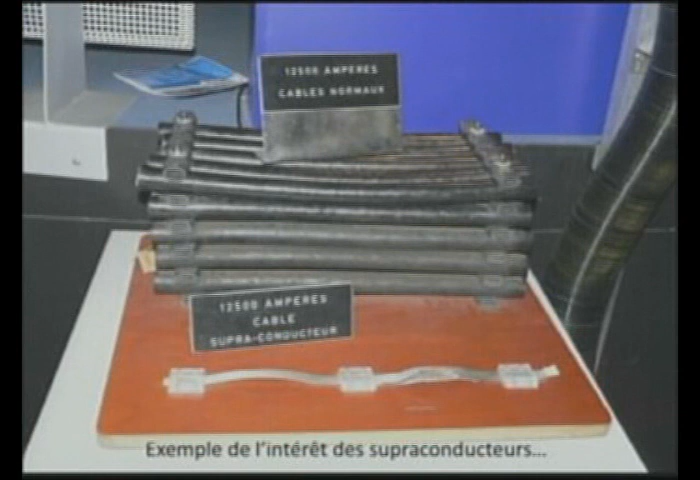 12500 AMPERES
CABLES NORMAUX
12500 AMPERES
CABLE
SUPRA-CONDUCTEUR
Exemple de l'intérêt des supraconducteurs...